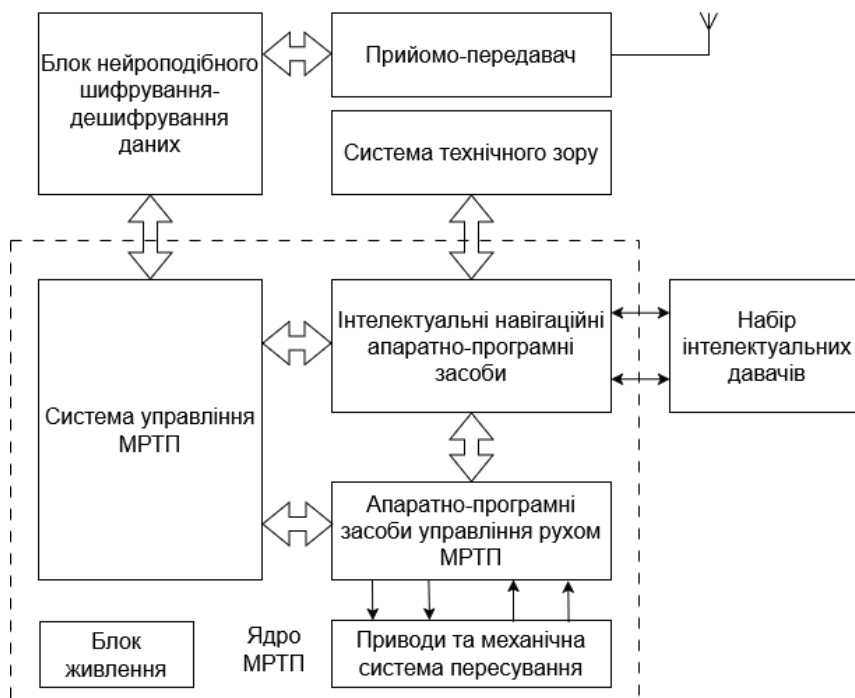 Блок нейроподібного
шифрування-
дешифрування
даних
Прийомо-передавач
Система технічного зору
Система управління
МРТП
Інтелектуальні навігаційні
апаратно-програмні
засоби
Набір
інтелектуальних
давачів
Апаратно-програмні
засоби управління рухом
МРТП
Блок
живлення
Ядро
МРТП
Приводи та механічна
система пересування